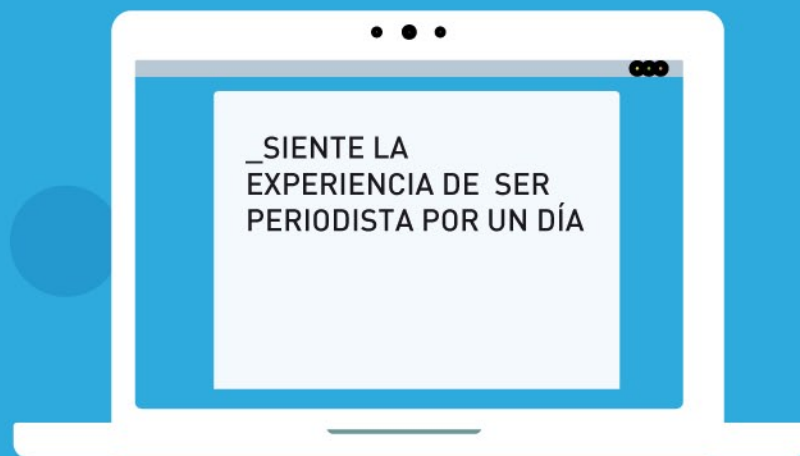 _SIENTE LA
EXPERIENCIA DE  SER
PERIODISTA POR UN DÍA